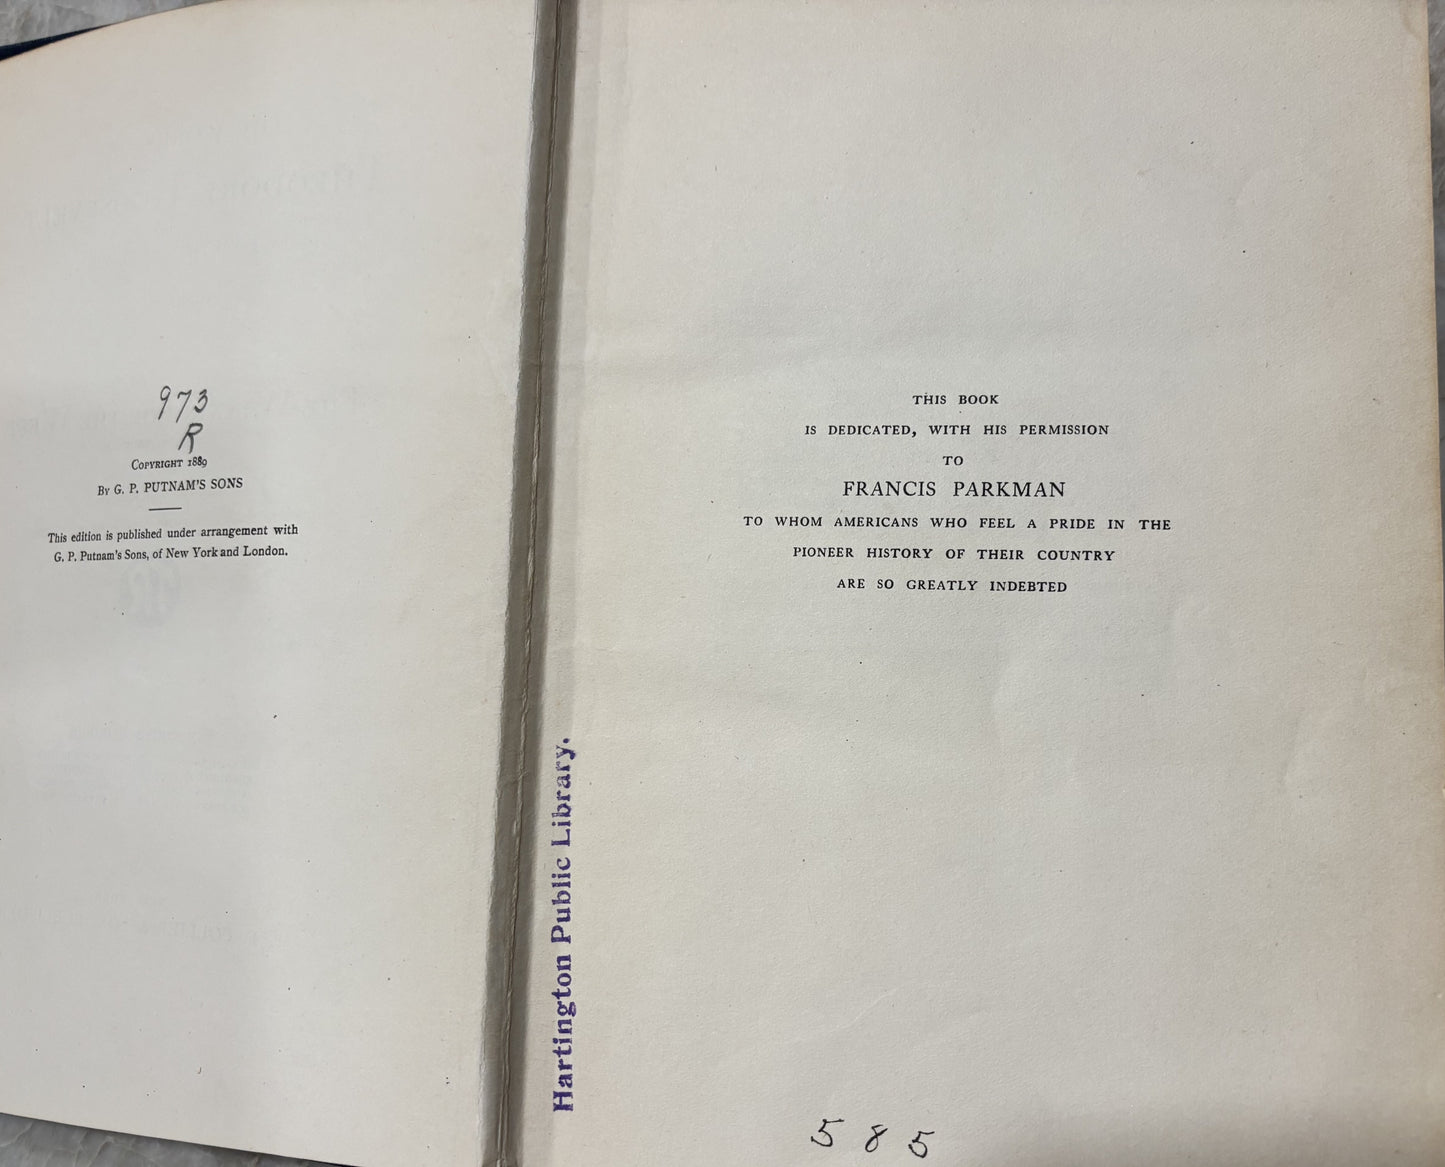 973
R
COPYRIGHT 1889
BY G. P. PUTNAM'S SONS
This edition is published under arrangement with
G. P. Putnam's Sons, of New York and London.
THIS BOOK
IS DEDICATED, WITH HIS PERMISSION
TO
FRANCIS PARKMAN
TO WHOM AMERICANS WHO FEEL A PRIDE IN THE
PIONEER HISTORY OF THEIR COUNTRY
ARE SO GREATLY INDEBTED
Hartington Public Library.
585